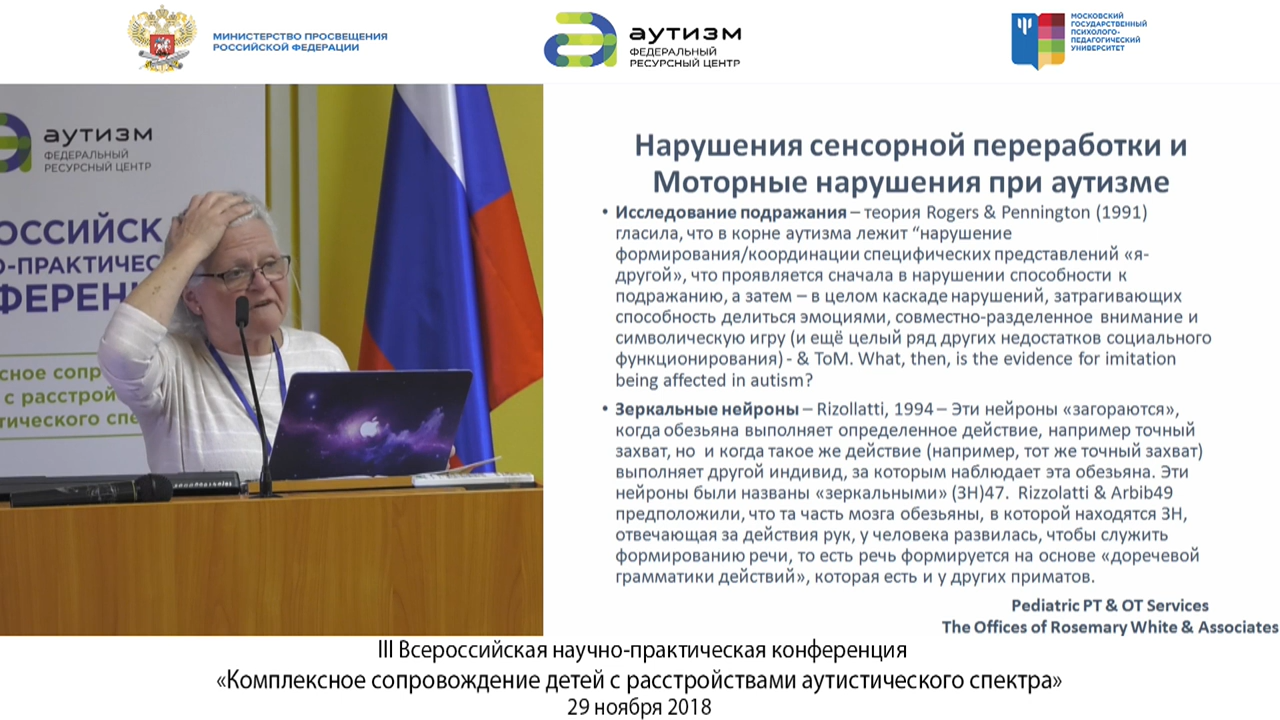 МИНИСТЕРСТВО ПРОСВЕЩЕНИЯ
РОССИЙСКОЙ ФЕДЕРАЦИИ
аутизм
ФЕДЕРАЛЬНЫЙ
РЕСУРСНЫЙ ЦЕНТР
МОСКОВСКИЙ
ГОСУДАРСТВЕННЫЙ
ПСИХОЛОГО-
ПЕДАГОГИЧЕСКИЙ
УНИВЕРСИТЕТ
аутизм
ФЕДЕРАЛЬНЫЙ
РЕСУРСНЫЙ ЦЕНТР
ОССИЙСК
О-ПРАКТИЧЕС
ФЕРЕН
сное сопр
с расстрой
тического спе
Нарушения сенсорной переработки и
Моторные нарушения при аутизме
• Исследование подражания – теория Rogers & Pennington (1991)
гласила, что в корне аутизма лежит “нарушение
формирования/координации специфических представлений «я-
другой», что проявляется сначала в нарушении способности к
подражанию, а затем – в целом каскаде нарушений, затрагивающих
способность делиться эмоциями, совместно-разделенное внимание и
символическую игру (и ещё целый ряд других недостатков социального
функционирования) - & ToM. What, then, is the evidence for imitation
being affected in autism?
• Зеркальные нейроны – Rizollatti, 1994 – Эти нейроны «загораются»,
когда обезьяна выполняет определенное действие, например точный
захват, но и когда такое же действие (например, тот же точный захват)
выполняет другой индивид, за которым наблюдает эта обезьяна. Эти
нейроны были названы «зеркальными» (ЗН)47. Rizzolatti & Arbib49
предположили, что та часть мозга обезьяны, в которой находятся ЗН,
отвечающая за действия рук, у человека развилась, чтобы служить
формированию речи, то есть речь формируется на основе «доречевой
грамматики действий», которая есть и у других приматов.
Pediatric PT & OT Services
The Offices of Rosemary White & Associates
III Всероссийская научно-практическая конференция
«Комплексное сопровождение детей с расстройствами аутистического спектра»
29 ноября 2018